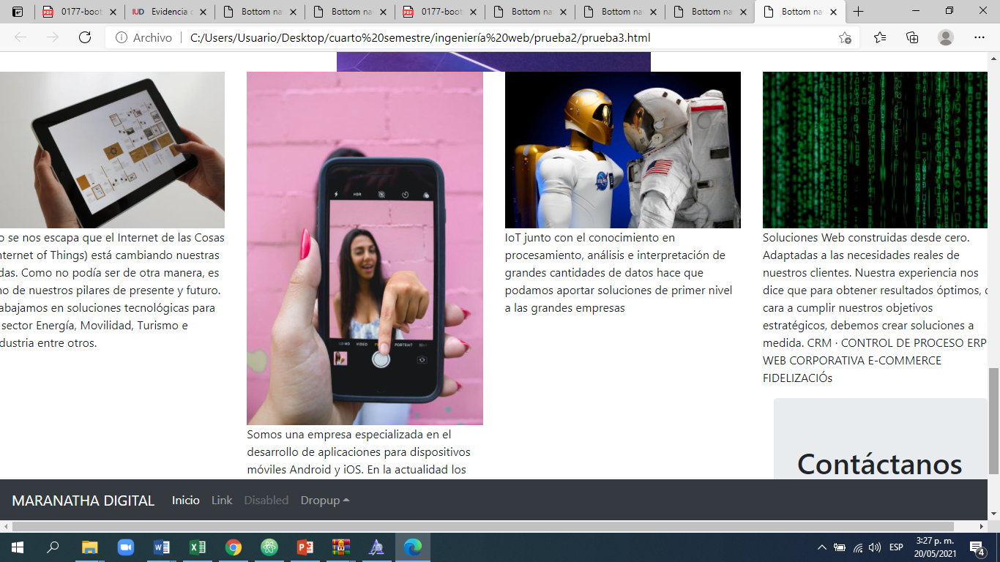 0177-boot
Evidencia
Bottom na
Bottom na
0177-boot
Bottom na
Bottom na
Bottom na
Bottom na
Archivo
C:/Users/Usuario/Desktop/cuarto%20semestre/ingeniería%20web/prueba2/prueba3.html
se nos escapa que el Internet de las Cosas
of Things) está cambiando nuestras
Como no podía ser de otra manera, es
de nuestros pilares de presente y futuro.
en soluciones tecnológicas para
sector Energía, Movilidad, Turismo e
entre otros.
HDR
VIDEO
PORTRAIT
Somos una empresa especializada en el
desarrollo de aplicaciones para dispositivos
móviles Android y iOS. En la actualidad los
IoT junto con el conocimiento en
procesamiento, análisis e interpretación de
grandes cantidades de datos hace que
podamos aportar soluciones de primer nivel
a las grandes empresas
Soluciones Web construidas desde cero.
Adaptadas a las necesidades reales de
nuestros clientes. Nuestra experiencia nos
dice que para obtener resultados óptimos,
cara a cumplir nuestros objetivos
estratégicos, debemos crear soluciones a
medida. CRM · CONTROL DE PROCESO ERP
WEB CORPORATIVA E-COMMERCE
FIDELIZACIÓs
Contáctanos
MARANATHA DIGITAL Inicio Link Disabled Dropup
ESP
3:27 p. m.
20/05/2021
4